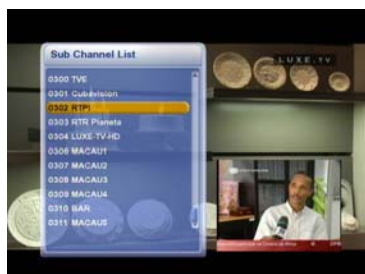 Sub Channel List
LUXE.TV
0300 TVE
0301 Cubavision
0302 RTPi
0303 RTR Planeta
0304 LUXE-TV-HD
0306 MACAU1
0307 MACAU2
0308 MACAU3
0309 MACAU4
0310 BAR
0311 MACAU5